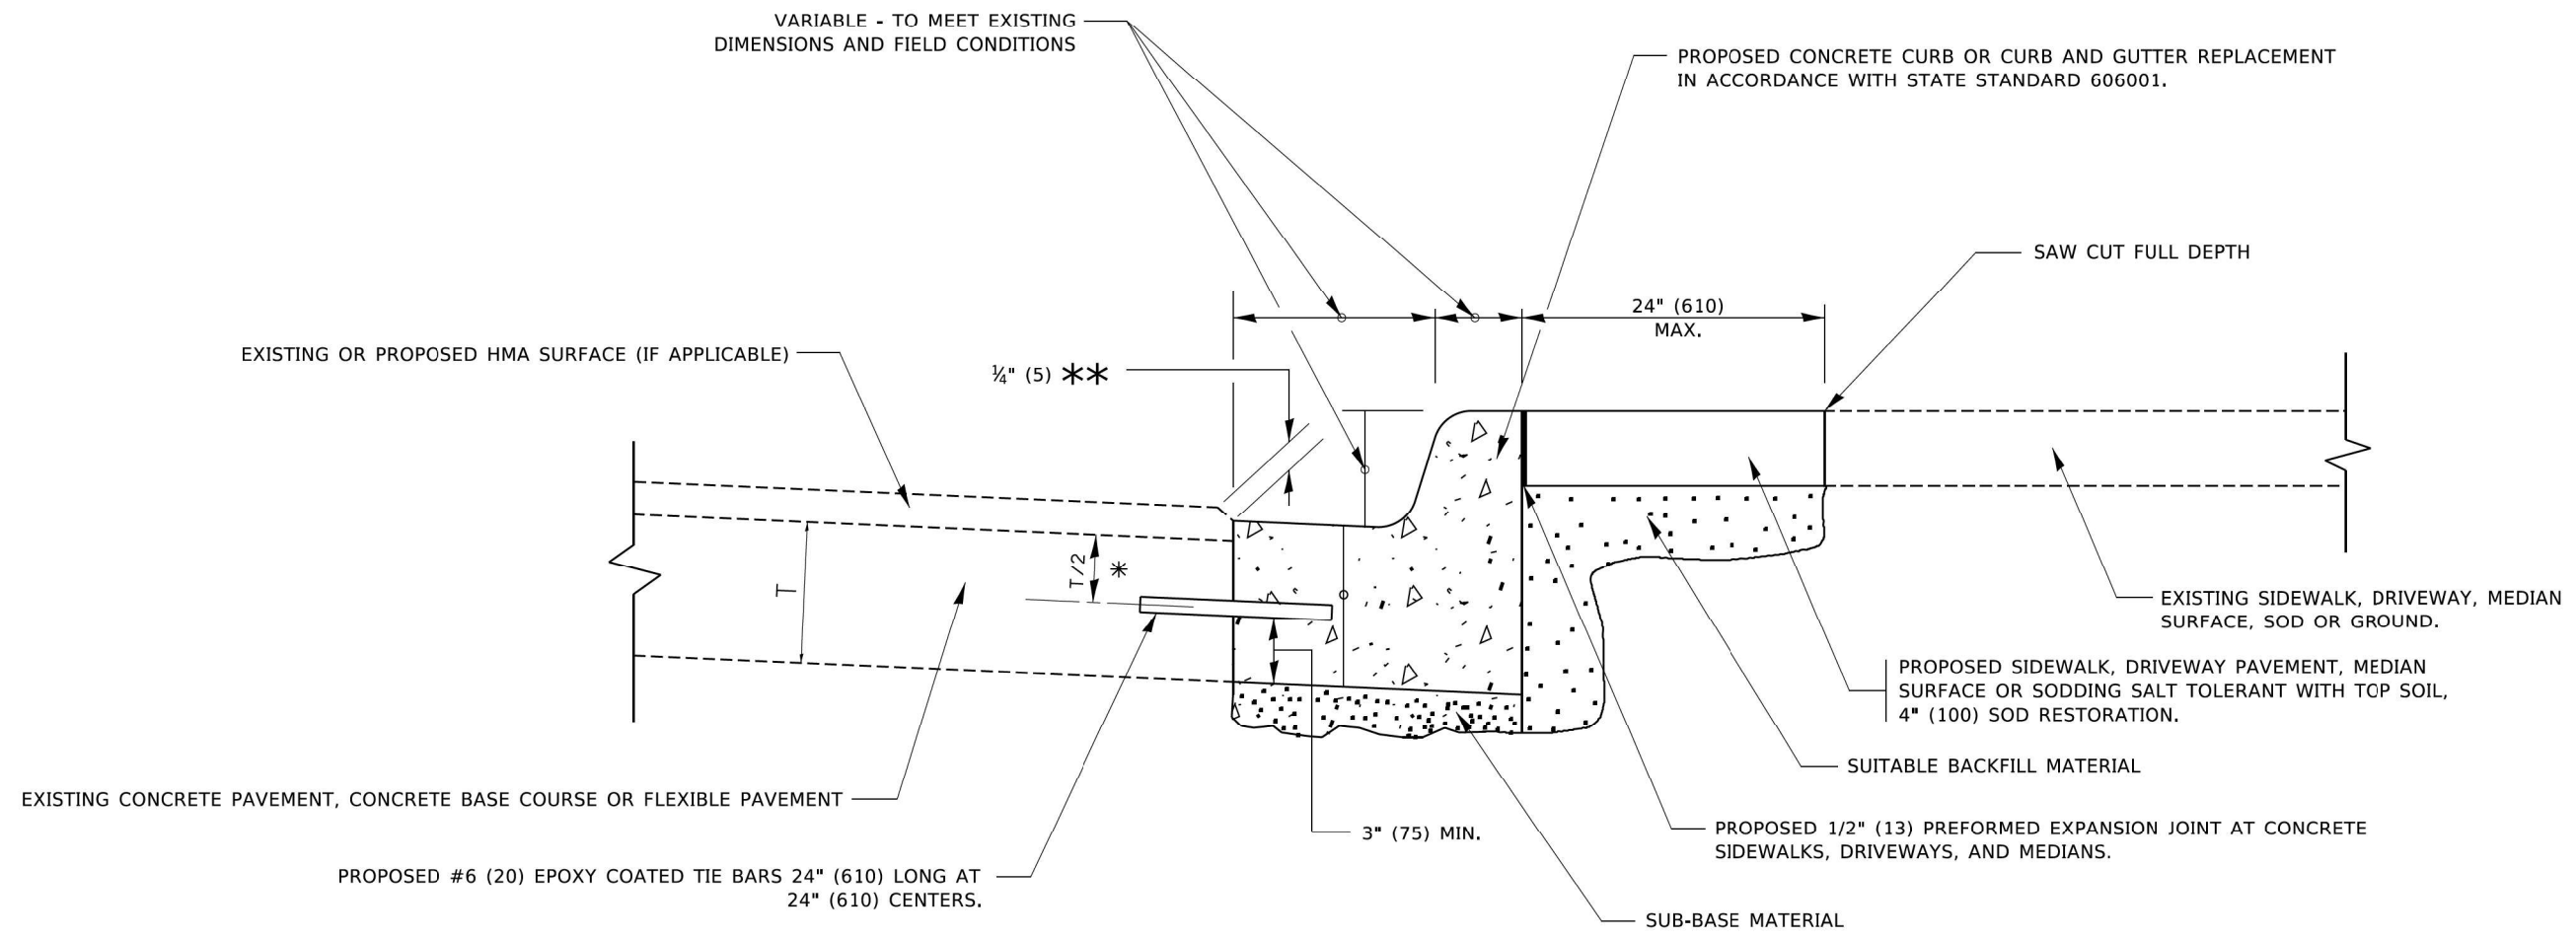 VARIABLE - TO MEET EXISTING
DIMENSIONS AND FIELD CONDITIONS
PROPOSED CONCRETE CURB OR CURB AND GUTTER REPLACEMENT
IN ACCORDANCE WITH STATE STANDARD 606001.
SAW CUT FULL DEPTH
24" (610)
MAX.
EXISTING OR PROPOSED HMA SURFACE (IF APPLICABLE)
¼" (5) **
T/2 *
T
EXISTING SIDEWALK, DRIVEWAY, MEDIAN
SURFACE, SOD OR GROUND.
PROPOSED SIDEWALK, DRIVEWAY PAVEMENT, MEDIAN
SURFACE OR SODDING SALT TOLERANT WITH TOP SOIL,
4" (100) SOD RESTORATION.
SUITABLE BACKFILL MATERIAL
EXISTING CONCRETE PAVEMENT, CONCRETE BASE COURSE OR FLEXIBLE PAVEMENT
3" (75) MIN.
PROPOSED 1/2" (13) PREFORMED EXPANSION JOINT AT CONCRETE
SIDEWALKS, DRIVEWAYS, AND MEDIANS.
PROPOSED #6 (20) EPOXY COATED TIE BARS 24" (610) LONG AT
24" (610) CENTERS.
SUB-BASE MATERIAL